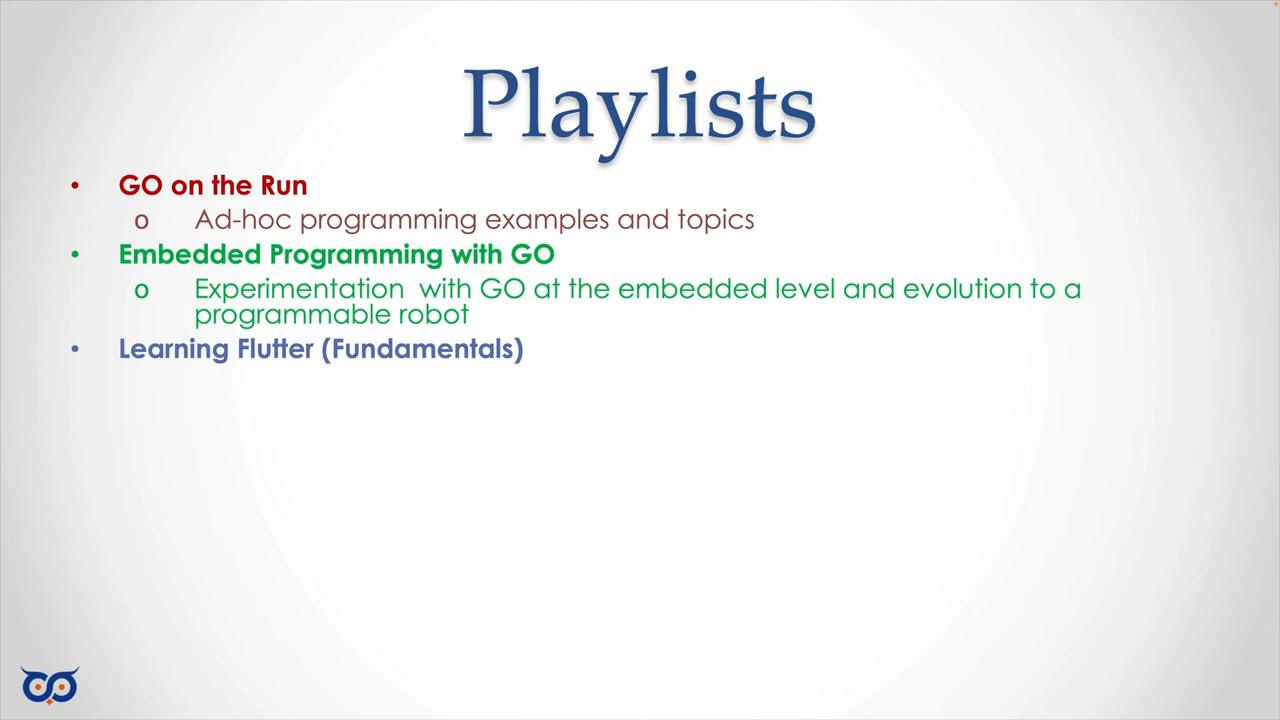 Playlists
• GO on the Run
o Ad-hoc programming examples and topics
• Embedded Programming with GO
o Experimentation  with GO at the embedded level and evolution to a
programmable robot
• Learning Flutter (Fundamentals)